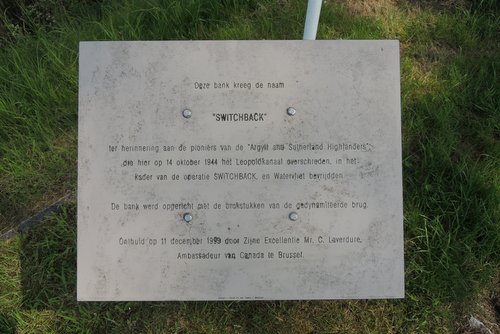 Deze bank kreeg de naam
"SWITCHBACK"
ter herinnering aan de pioniers van de "Argyll and Sutherland Highlanders",
die hier op 14 oktober 1944 het Leopoldkanaal overschreden, in het
kader van de operatie SWITCHBACK, en Watervliet bevrijdden.
De bank werd opgericht met de brokstukken van de gedynamiteerde brug.
Onthuld op 11 december 1999 door Zijne Excellentie Mr. C. Laverdure,
Ambassadeur van Canada te Brussel.